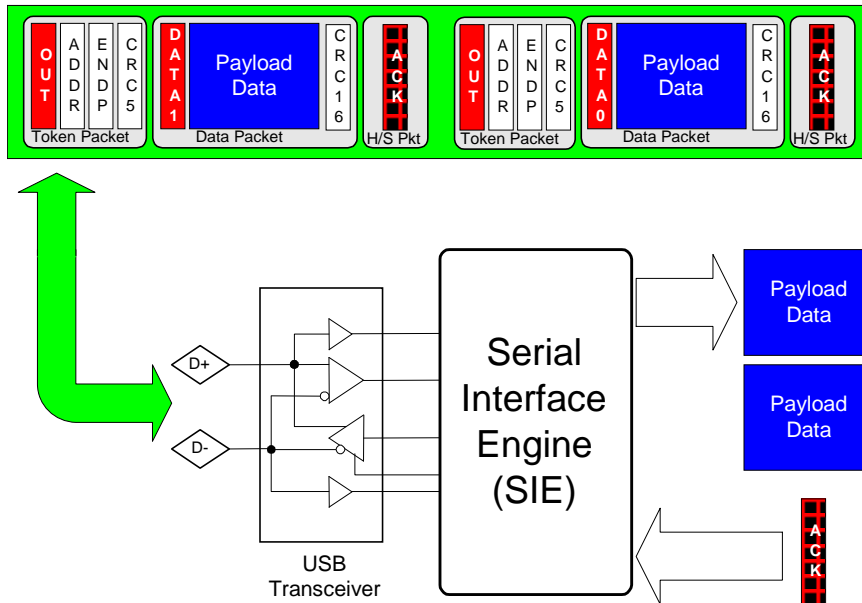 OUT ADDR ENDP CRC5 DATA1 Payload CRC16 ACK OUT ADDR ENDP CRC5 DATA0 Payload CRC16 ACK
Data Data
Token Packet Data Packet H/S Pkt Token Packet Data Packet H/S Pkt
Payload
Data
D+
Serial
Interface
Engine
(SIE)
Payload
Data
D-
ACK
USB
Transceiver